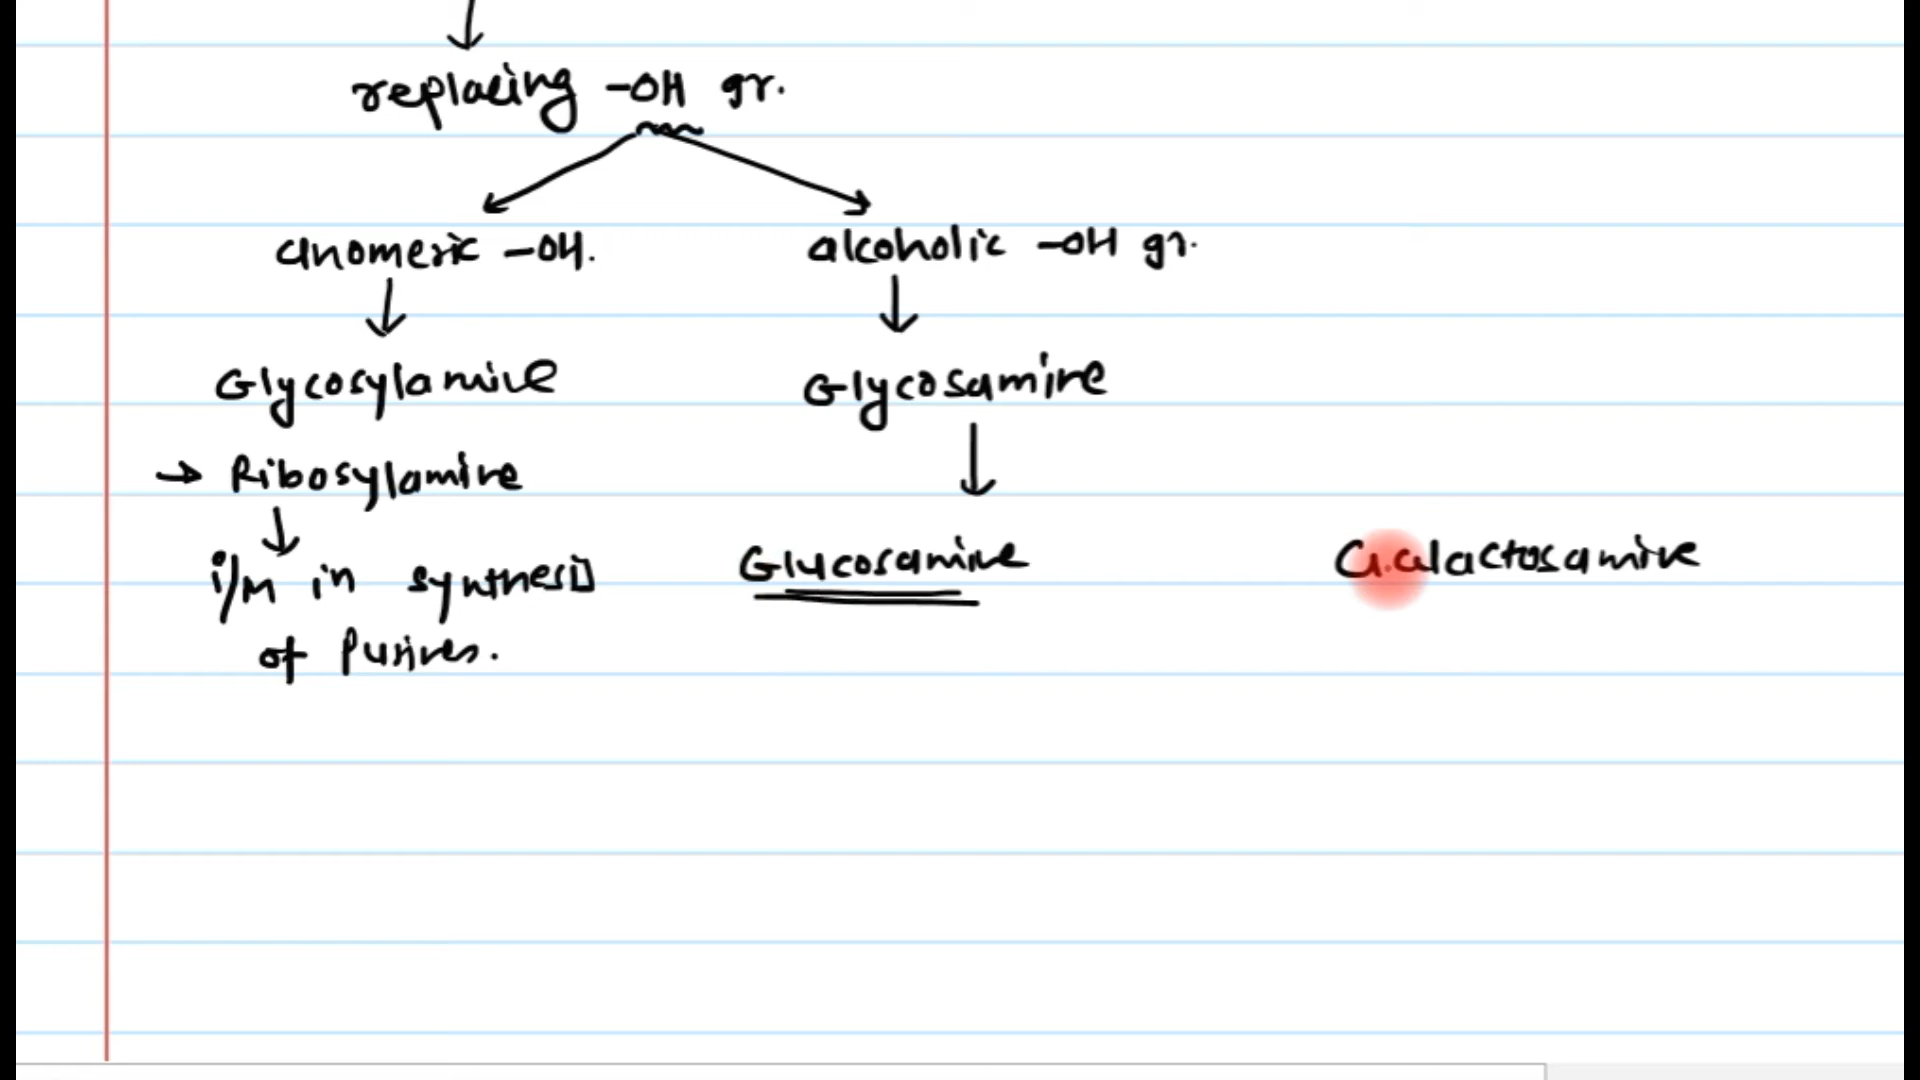 replacing -OH gr.
anomeric -OH.
alcoholic -OH gr.
Glycosylamine
Glycosamine
→ Ribosylamine
i/m in synthesis
of Purines.
Glucosamine
Galactosamine